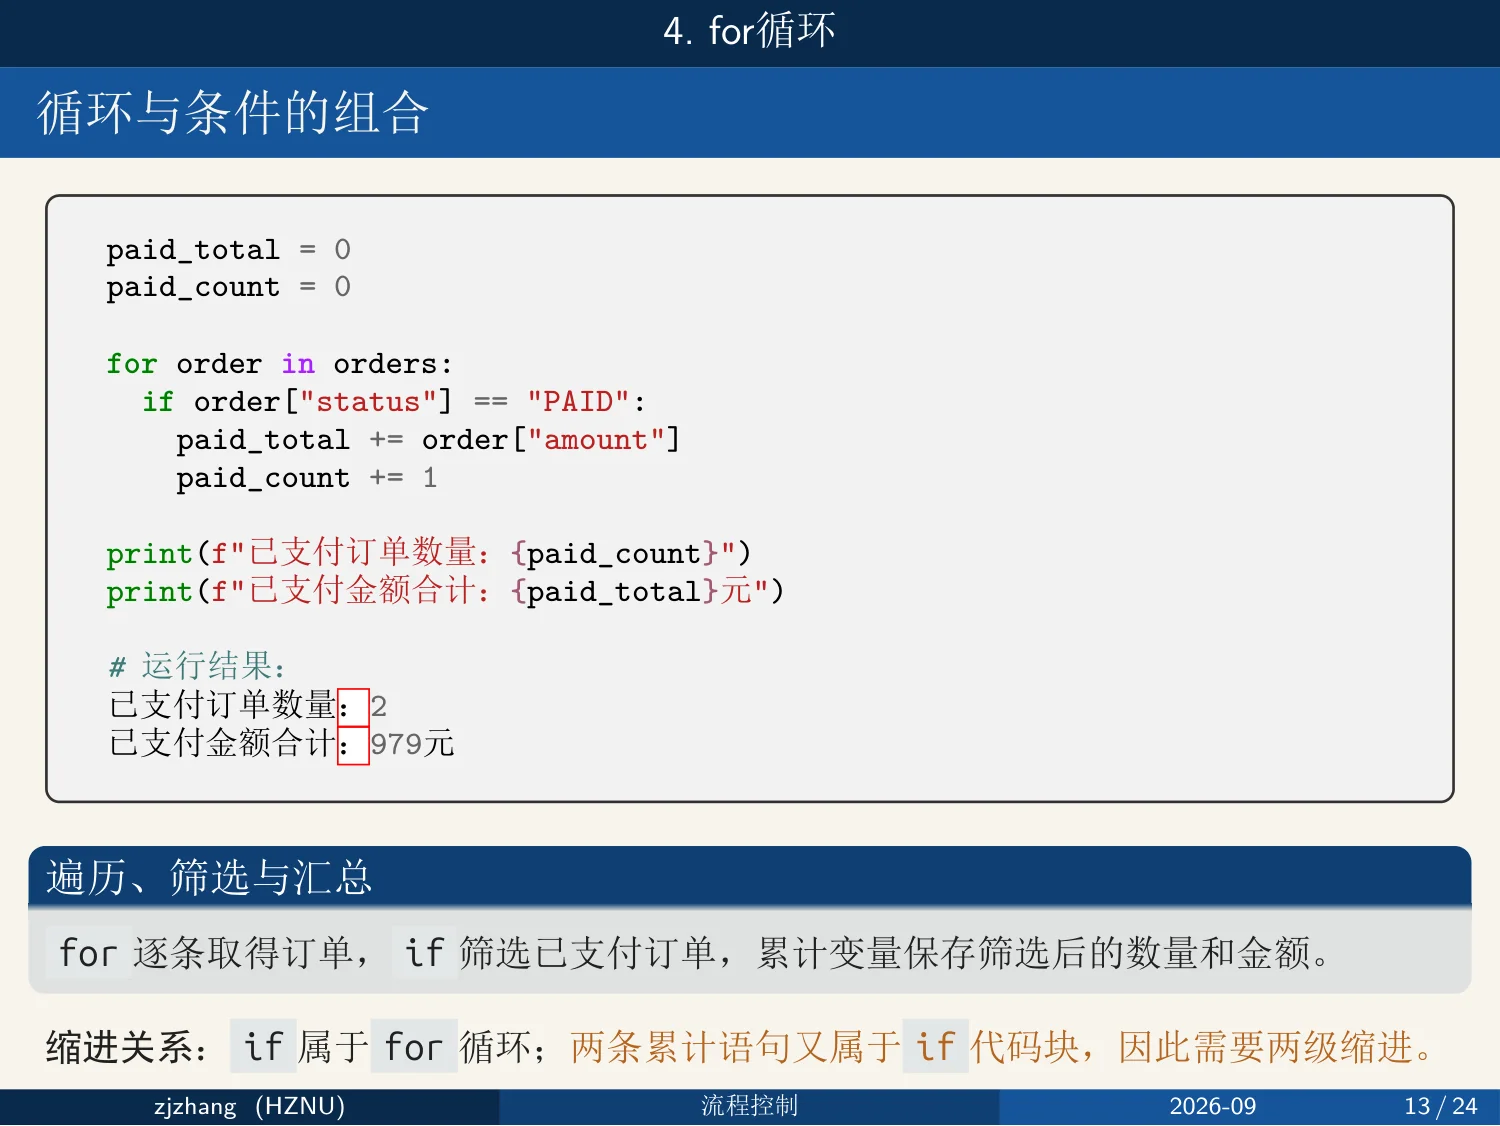 4. for循环
循环与条件的组合
paid_total = 0
paid_count = 0
for order in orders:
if order["status"] == "PAID":
paid_total += order["amount"]
paid_count += 1
print(f"已支付订单数量：{paid_count}")
print(f"已支付金额合计：{paid_total}元")
# 运行结果：
已支付订单数量：2
已支付金额合计：979元
遍历、筛选与汇总
for 逐条取得订单， if 筛选已支付订单，累计变量保存筛选后的数量和金额。
缩进关系： if 属于 for 循环；两条累计语句又属于 if 代码块，因此需要两级缩进。
zjzhang (HZNU) 流程控制 2026-09 13 / 24